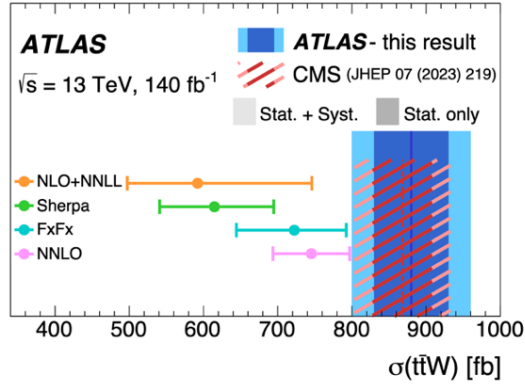 ATLAS
√s = 13 TeV, 140 fb⁻¹
ATLAS - this result
CMS (JHEP 07 (2023) 219)
Stat. + Syst. Stat. only
NLO+NNLL
Sherpa
FxFx
NNLO
400 500 600 700 800 900 1000
σ(tt̄W) [fb]